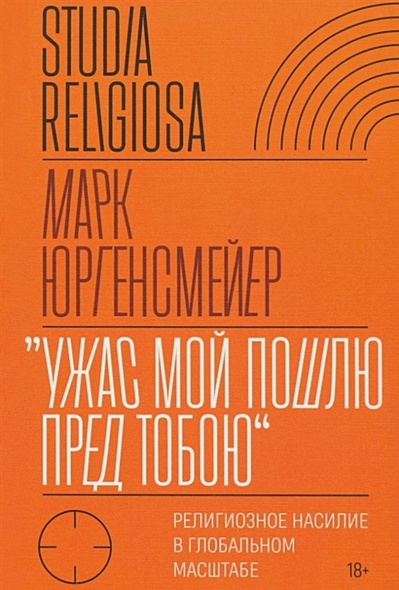 STUDIA
RELIGIOSA
МАРК
ЮРГЕНСМЕЙЕР
"УЖАС МОЙ ПОШЛЮ
ПРЕД ТОБОЮ“
РЕЛИГИОЗНОЕ НАСИЛИЕ
В ГЛОБАЛЬНОМ
МАСШТАБЕ
18+